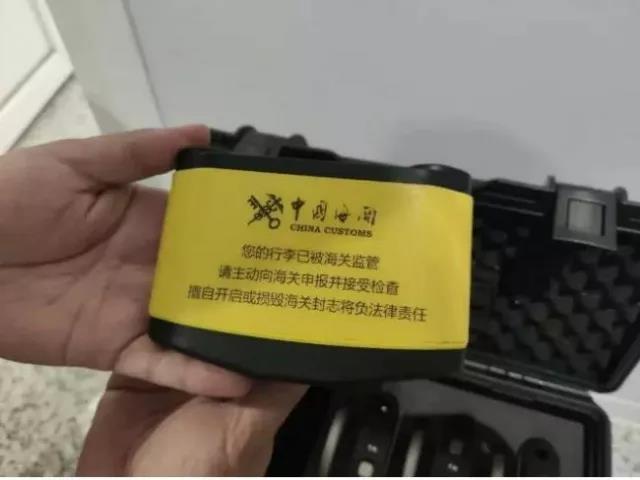 中国海关
CHINA CUSTOMS
您的行李已被海关监管
请主动向海关申报并接受检查
擅自开启或损毁海关封志将负法律责任